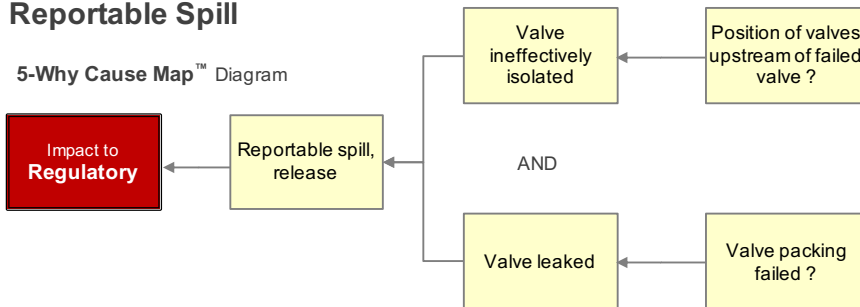 Reportable Spill
5-Why Cause Map™ Diagram
Impact to
Regulatory
Reportable spill,
release
Valve
ineffectively
isolated
Position of valves
upstream of failed
valve ?
AND
Valve leaked
Valve packing
failed ?